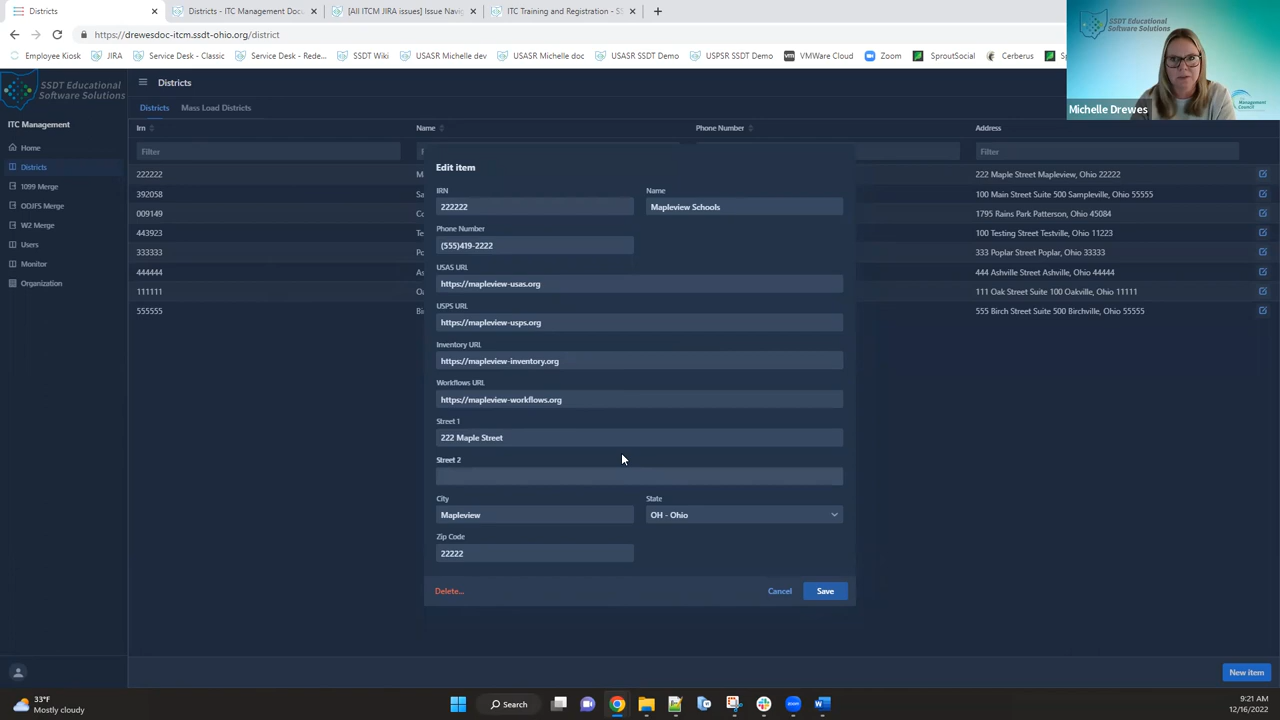 Districts
Districts - ITC Management Docu
[All ITCM JIRA issues] Issue Navig
ITC Training and Registration - SS
https://drewesdoc-itcm.ssdt-ohio.org/district
Employee Kiosk
JIRA
Service Desk - Classic
Service Desk - Rede...
SSDT Wiki
USASR Michelle dev
USPSR Michelle doc
USASR SSDT Demo
USPSR SSDT Demo
VMWare Cloud
Zoom
SproutSocial
Cerberus
SSDT Educational
Software Solutions
Michelle Drewes
Management
Council
SSDT Educational
Software Solutions
ITC Management
Home
Districts
1099 Merge
ODJFS Merge
W2 Merge
Users
Monitor
Organization
Districts
Districts Mass Load Districts
Irn Name Phone Number Address
Filter Filter
222222 222 Maple Street Mapleview, Ohio 22222
392058 100 Main Street Suite 500 Sampleville, Ohio 55555
009149 1795 Rains Park Patterson, Ohio 45084
443923 100 Testing Street Testville, Ohio 11223
333333 333 Poplar Street Poplar, Ohio 33333
444444 444 Ashville Street Ashville, Ohio 44444
111111 111 Oak Street Suite 100 Oakville, Ohio 11111
555555 555 Birch Street Suite 500 Birchville, Ohio 55555
Edit item
IRN Name
222222 Mapleview Schools
Phone Number
(555)419-2222
USAS URL
https://mapleview-usas.org
USPS URL
https://mapleview-usps.org
Inventory URL
https://mapleview-inventory.org
Workflows URL
https://mapleview-workflows.org
Street 1
222 Maple Street
Street 2
City State
Mapleview OH - Ohio
Zip Code
22222
Delete... Cancel Save
New item
33°F
Mostly cloudy
Search
9:21 AM
12/16/2022